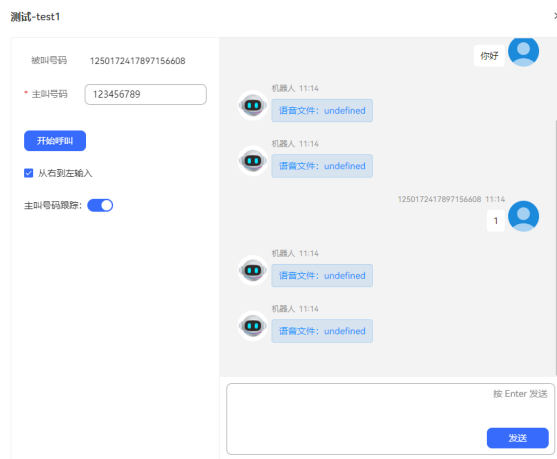 测试-test1
被叫号码 1250172417897156608
* 主叫号码 123456789
开始呼叫
从右到左输入
主叫号码跟踪:
你好
机器人 11:14
语音文件：undefined
机器人 11:14
语音文件：undefined
1250172417897156608 11:14
1
机器人 11:14
语音文件：undefined
机器人 11:14
语音文件：undefined
按 Enter 发送
发送